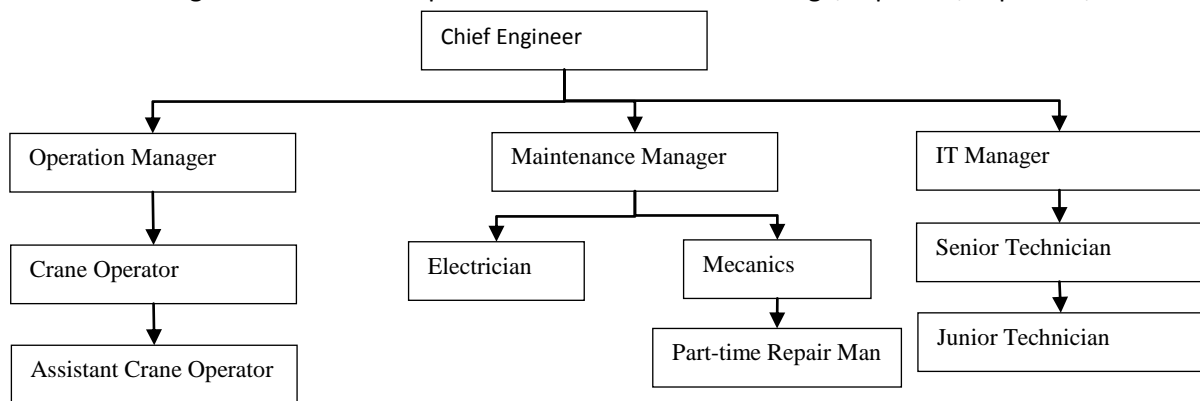 Chief Engineer
Operation Manager
Maintenance Manager
IT Manager
Crane Operator
Electrician
Mecanics
Senior Technician
Assistant Crane Operator
Part-time Repair Man
Junior Technician